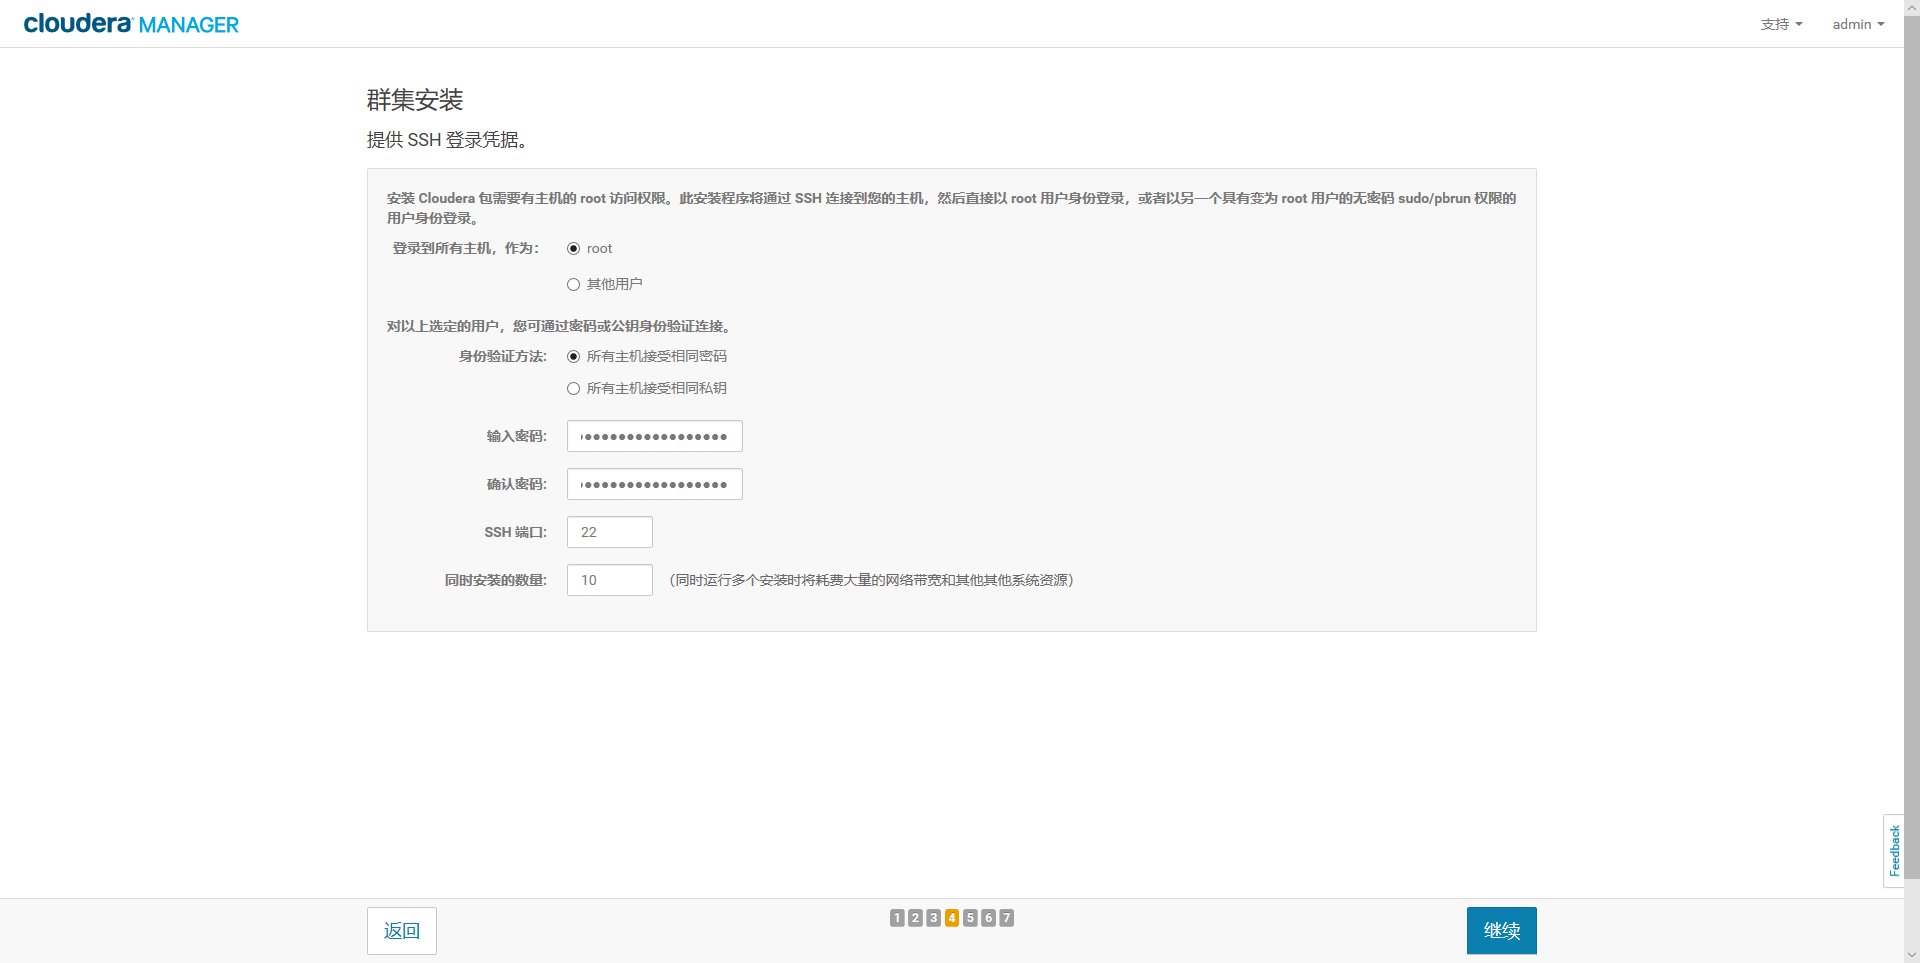 cloudera MANAGER
支持 admin
群集安装
提供 SSH 登录凭据。
安装 Cloudera 包需要有主机的 root 访问权限。此安装程序将通过 SSH 连接到您的主机，然后直接以 root 用户身份登录，或者以另一个具有变为 root 用户的无密码 sudo/pbrun 权限的
用户身份登录。
登录到所有主机，作为： root
其他用户
对以上选定的用户，您可通过密码或公钥身份验证连接。
身份验证方法: 所有主机接受相同密码
所有主机接受相同私钥
输入密码:
确认密码:
SSH 端口: 22
同时安装的数量: 10 （同时运行多个安装时将耗费大量的网络带宽和其他其他系统资源）
Feedback
返回 1 2 3 4 5 6 7 继续